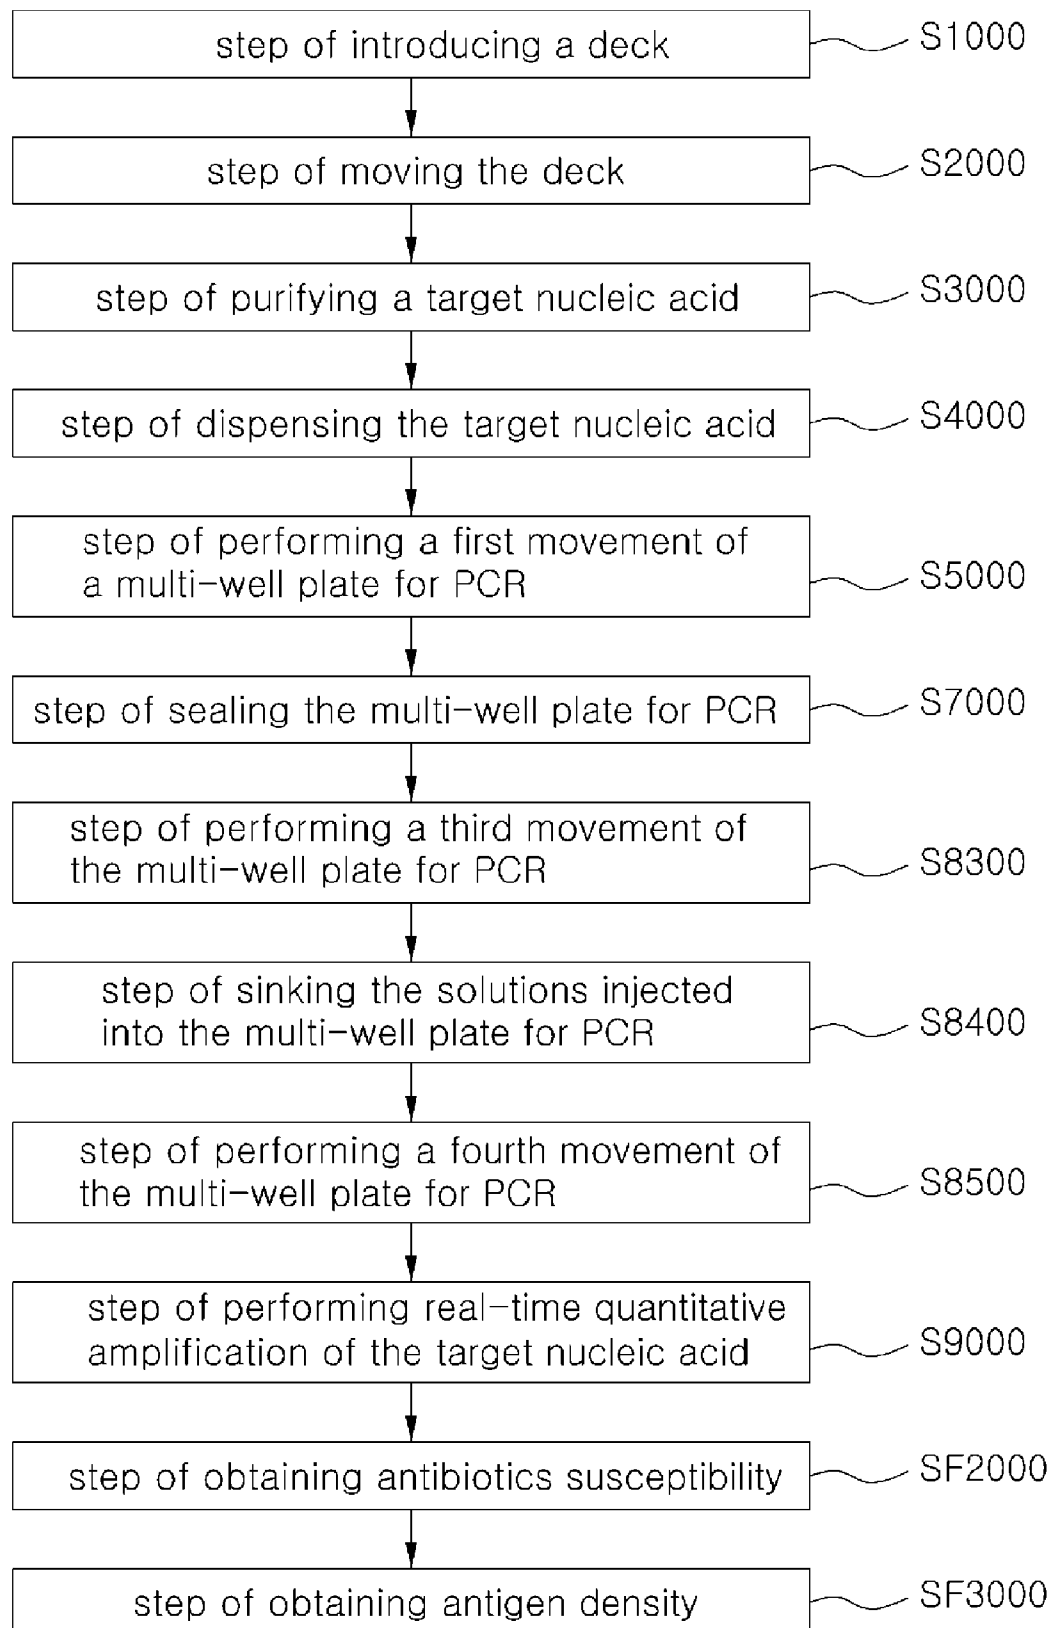 step of introducing a deck
S1000
step of moving the deck
S2000
step of purifying a target nucleic acid
S3000
step of dispensing the target nucleic acid
S4000
step of performing a first movement of
a multi-well plate for PCR
S5000
step of sealing the multi-well plate for PCR
S7000
step of performing a third movement of
the multi-well plate for PCR
S8300
step of sinking the solutions injected
into the multi-well plate for PCR
S8400
step of performing a fourth movement of
the multi-well plate for PCR
S8500
step of performing real-time quantitative
amplification of the target nucleic acid
S9000
step of obtaining antibiotics susceptibility
SF2000
step of obtaining antigen density
SF3000